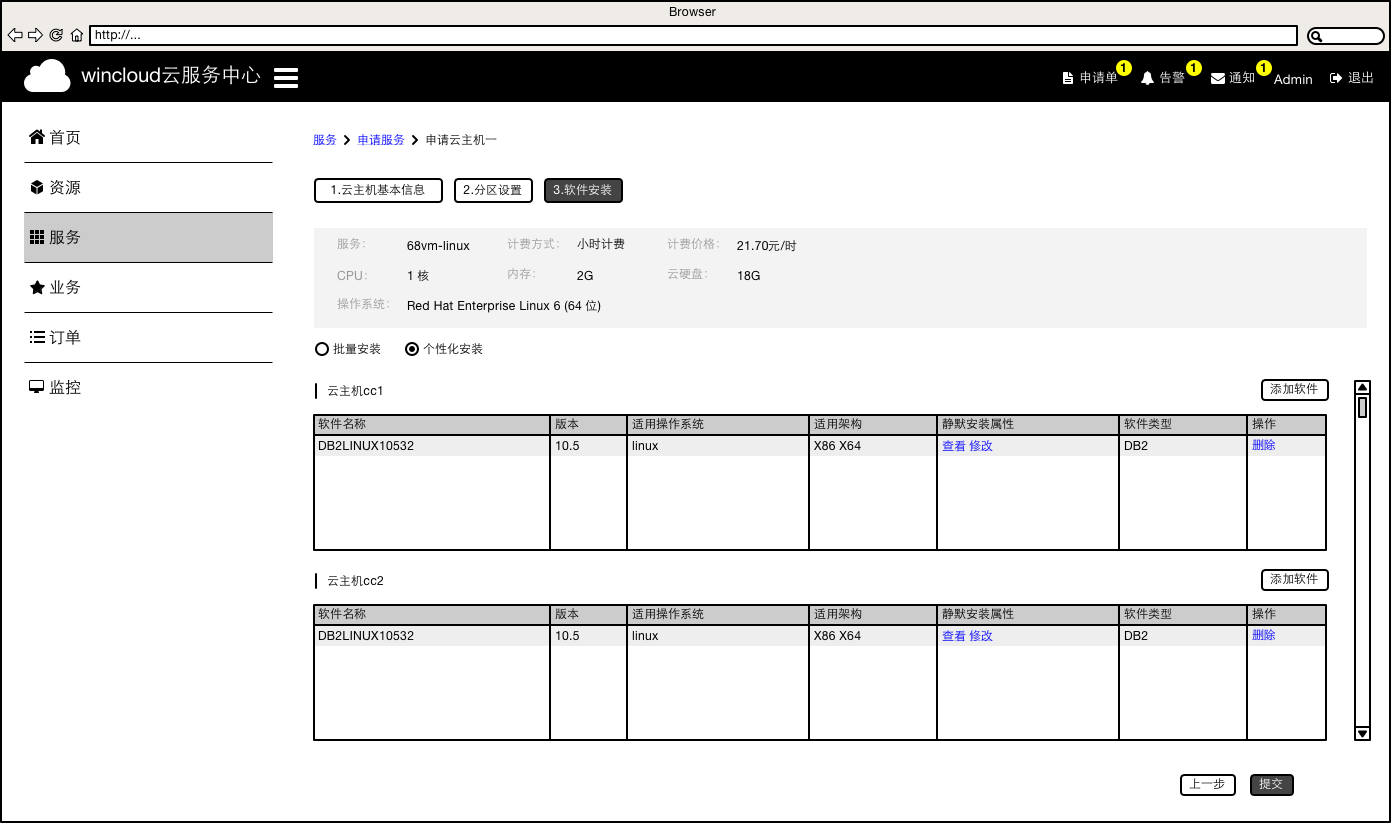 Browser
http://...
wincloud云服务中心 申请单 1 告警 1 通知 1 Admin 退出
首页
资源
服务
业务
订单
监控
服务 申请服务 申请云主机一
1.云主机基本信息 2.分区设置 3.软件安装
服务: 68vm-linux 计费方式: 小时计费 计费价格: 21.70元/时
CPU: 1 核 内存: 2G 云硬盘: 18G
操作系统: Red Hat Enterprise Linux 6 (64 位)
批量安装 个性化安装
云主机cc1 添加软件
软件名称 版本 适用操作系统 适用架构 静默安装属性 软件类型 操作
DB2LINUX10532 10.5 linux X86 X64 查看 修改 DB2 删除
云主机cc2 添加软件
软件名称 版本 适用操作系统 适用架构 静默安装属性 软件类型 操作
DB2LINUX10532 10.5 linux X86 X64 查看 修改 DB2 删除
上一步 提交